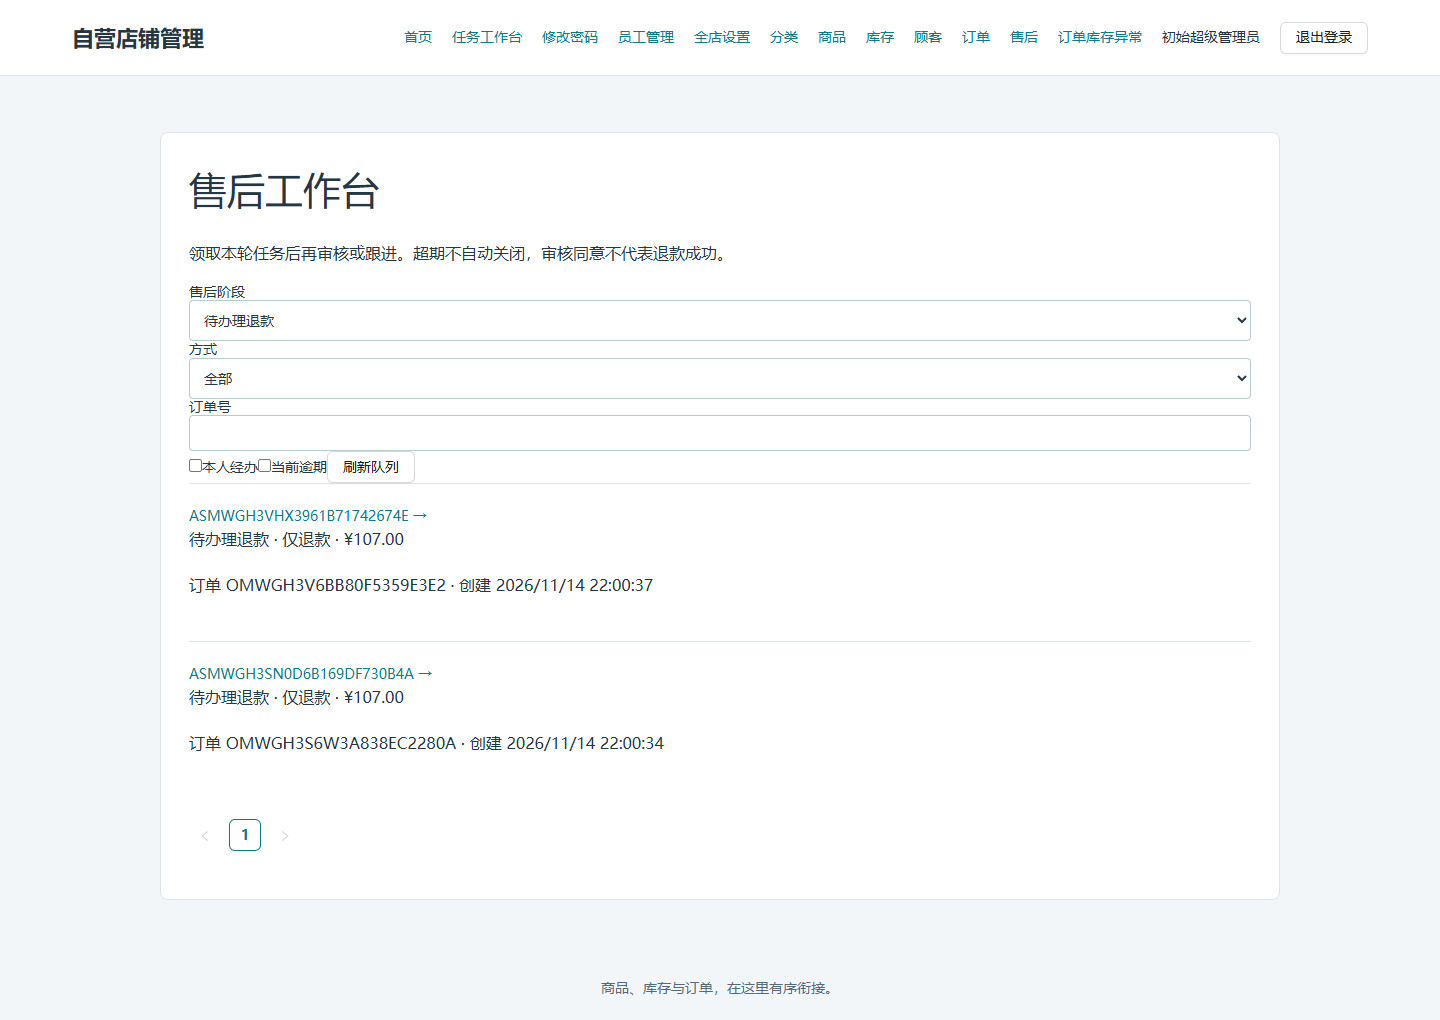 自营店铺管理
首页 任务工作台 修改密码 员工管理 全店设置 分类 商品 库存 顾客 订单 售后 订单库存异常 初始超级管理员 退出登录
售后工作台
领取本轮任务后再审核或跟进。超期不自动关闭，审核同意不代表退款成功。
售后阶段
待办理退款
方式
全部
订单号
本人经办 当前逾期 刷新队列
ASMWGH3VHX3961B71742674E →
待办理退款 · 仅退款 · ¥107.00
订单 OMWGH3V6BB80F5359E3E2 · 创建 2026/11/14 22:00:37
ASMWGH3SN0D6B169DF730B4A →
待办理退款 · 仅退款 · ¥107.00
订单 OMWGH3S6W3A838EC2280A · 创建 2026/11/14 22:00:34
< 1 >
商品、库存与订单，在这里有序衔接。